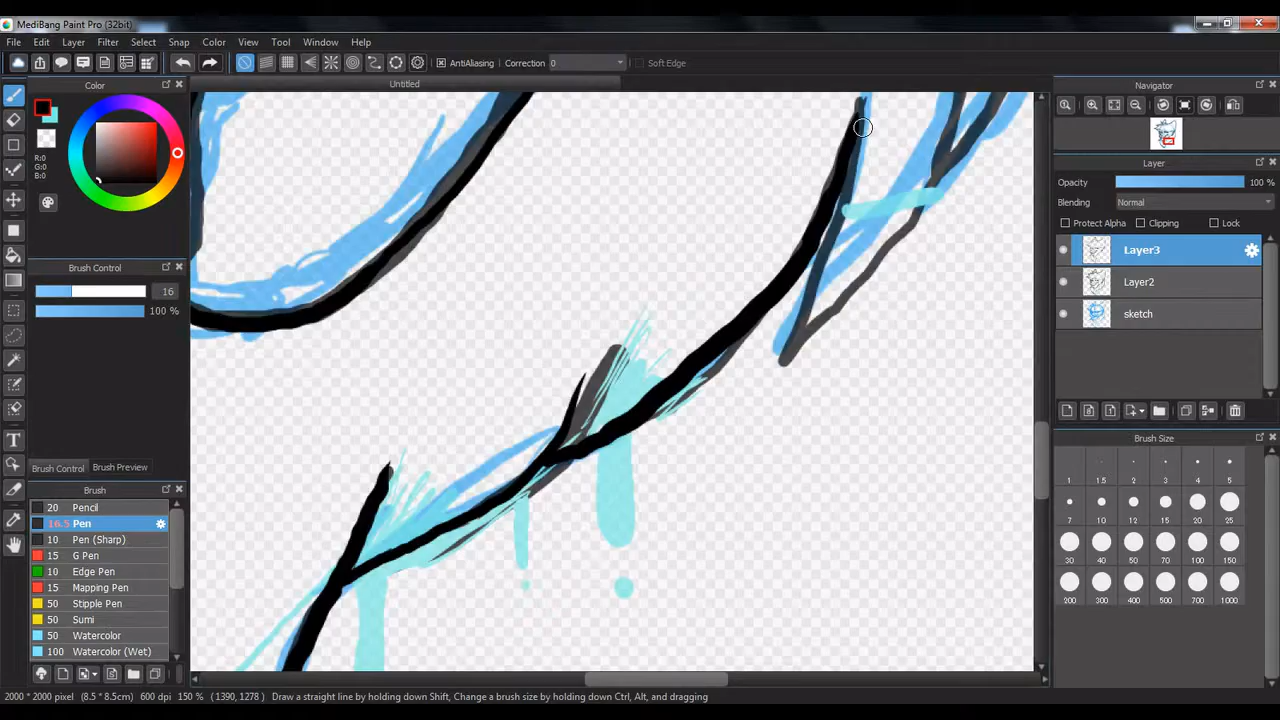 MediBang Paint Pro (32bit)
File Edit Layer Filter Select Snap Color View Tool Window Help
AntiAliasing Correction 0 Soft Edge
Untitled
Color
R:0
G:0
B:0
Brush Control
16
100 %
Brush Control Brush Preview
Brush
20 Pencil
16.5 Pen
10 Pen (Sharp)
15 G Pen
10 Edge Pen
15 Mapping Pen
50 Stipple Pen
50 Sumi
50 Watercolor
100 Watercolor (Wet)
Navigator
Layer
Opacity 100 %
Blending Normal
Protect Alpha Clipping Lock
Layer3
Layer2
sketch
Brush Size
1 1.5 2 3 4 5
7 10 12 15 20 25
30 40 50 70 100 150
200 300 400 500 700 1000
2000 * 2000 pixel (8.5 * 8.5cm) 600 dpi 150 % (1390, 1278 ) Draw a straight line by holding down Shift, Change a brush size by holding down Ctrl, Alt, and dragging